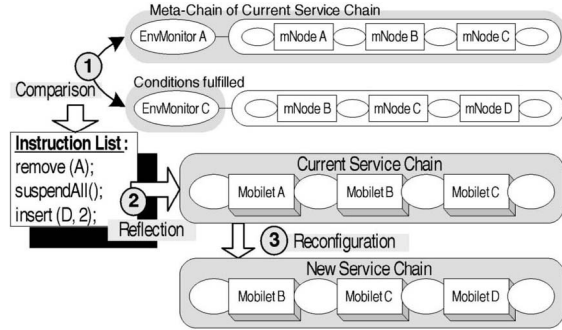 Meta-Chain of Current Service Chain
EnvMonitor A
mNode A
mNode B
mNode C
1
Comparison
Conditions fulfilled
EnvMonitor C
mNode B
mNode C
mNode D
Instruction List:
remove (A);
suspendAll();
insert (D, 2);
2
Reflection
Current Service Chain
Mobilet A
Mobilet B
Mobilet C
3
Reconfiguration
New Service Chain
Mobilet B
Mobilet C
Mobilet D